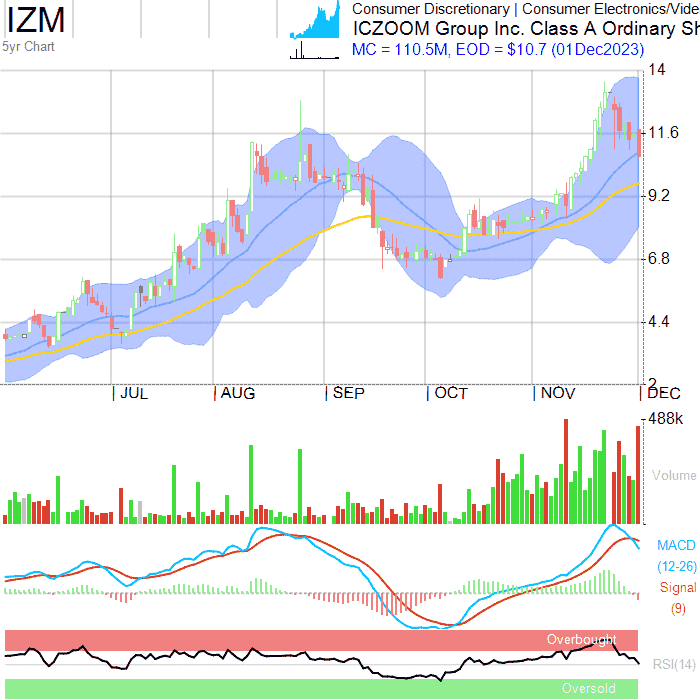 IZM
5yr Chart
Consumer Discretionary | Consumer Electronics/Vide
ICZOOM Group Inc. Class A Ordinary Sh
MC = 110.5M, EOD = $10.7 (01Dec2023)
14
11.6
9.2
6.8
4.4
2
JUL
AUG
SEP
OCT
NOV
DEC
488k
Volume
MACD
(12-26)
Signal
(9)
Overbought
RSI(14)
Oversold